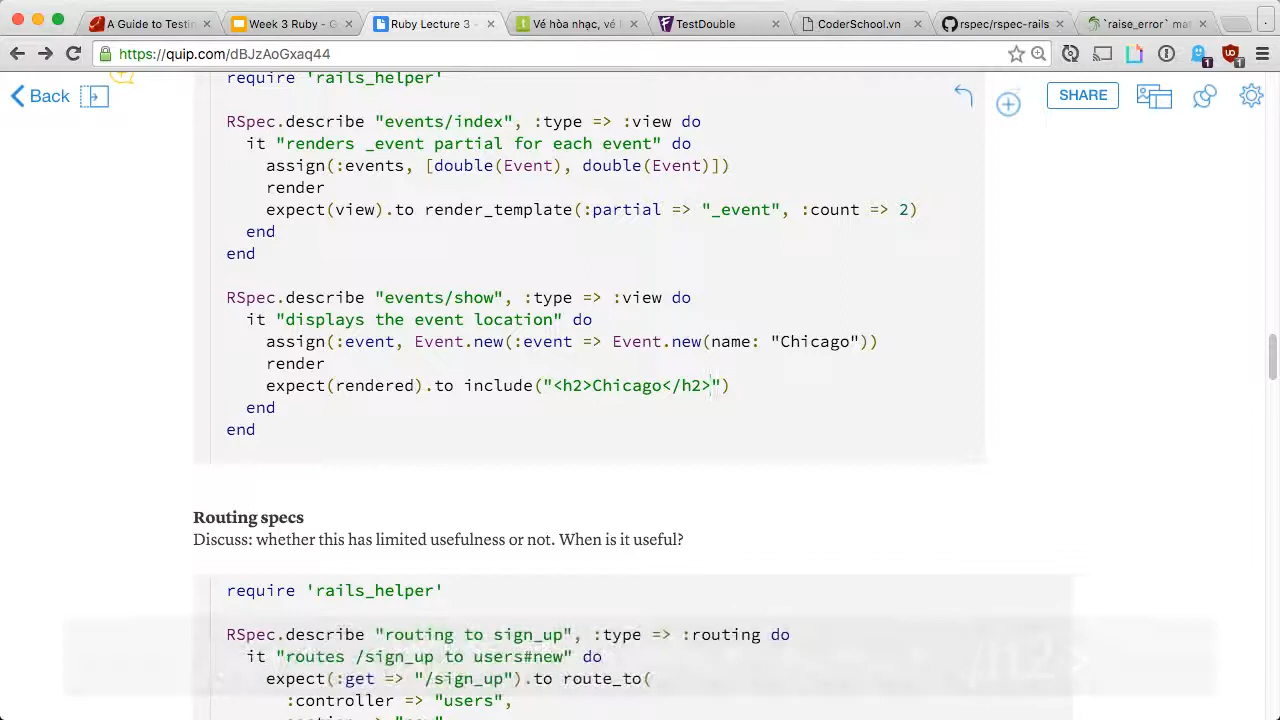 A Guide to Testin
Week 3 Ruby - G
Ruby Lecture 3 -
Vé hòa nhạc, vé
TestDouble
CoderSchool.vn
rspec/rspec-rails
`raise_error` mat
https://quip.com/dBJzAoGxaq44
1
1
Back
SHARE
require 'rails_helper'
RSpec.describe "events/index", :type => :view do
it "renders _event partial for each event" do
assign(:events, [double(Event), double(Event)])
render
expect(view).to render_template(:partial => "_event", :count => 2)
end
end
RSpec.describe "events/show", :type => :view do
it "displays the event location" do
assign(:event, Event.new(:event => Event.new(name: "Chicago"))
render
expect(rendered).to include("<h2>Chicago</h2>")
end
end
Routing specs
Discuss: whether this has limited usefulness or not. When is it useful?
require 'rails_helper'
RSpec.describe "routing to sign_up", :type => :routing do
it "routes /sign_up to users#new" do
expect(:get => "/sign_up").to route_to(
:controller => "users",
/h2>